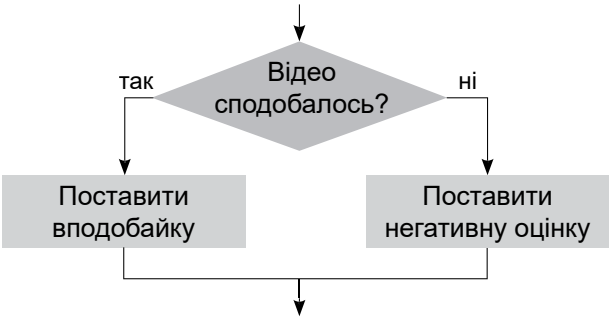 Відео
сподобалось?
так
ні
Поставити
вподобайку
Поставити
негативну оцінку